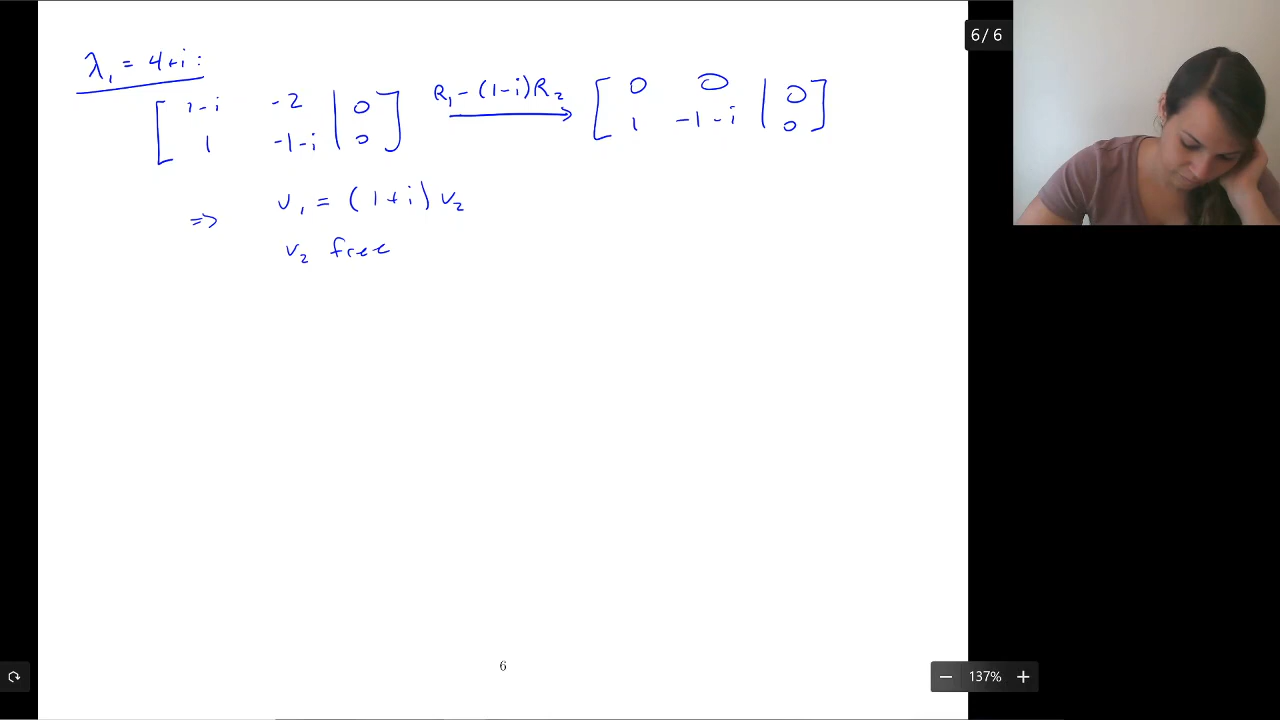 λ₁ = 4+i:
[ 1-i -2 | 0 ] R₁-(1-i)R₂ → [ 0 0 | 0 ]
[ 1 -1-i | 0 ] [ 1 -1-i | 0 ]
⇒ v₁ = (1+i) v₂
v₂ free
6
6 / 6
− 137% +